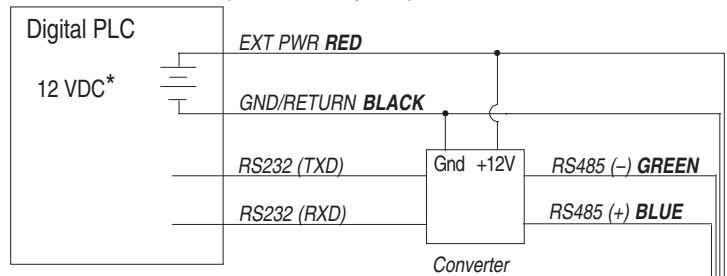 Digital PLC
EXT PWR RED
12 VDC*
GND/RETURN BLACK
RS232 (TXD)
Gnd +12V
RS485 (–) GREEN
RS232 (RXD)
RS485 (+) BLUE
Converter